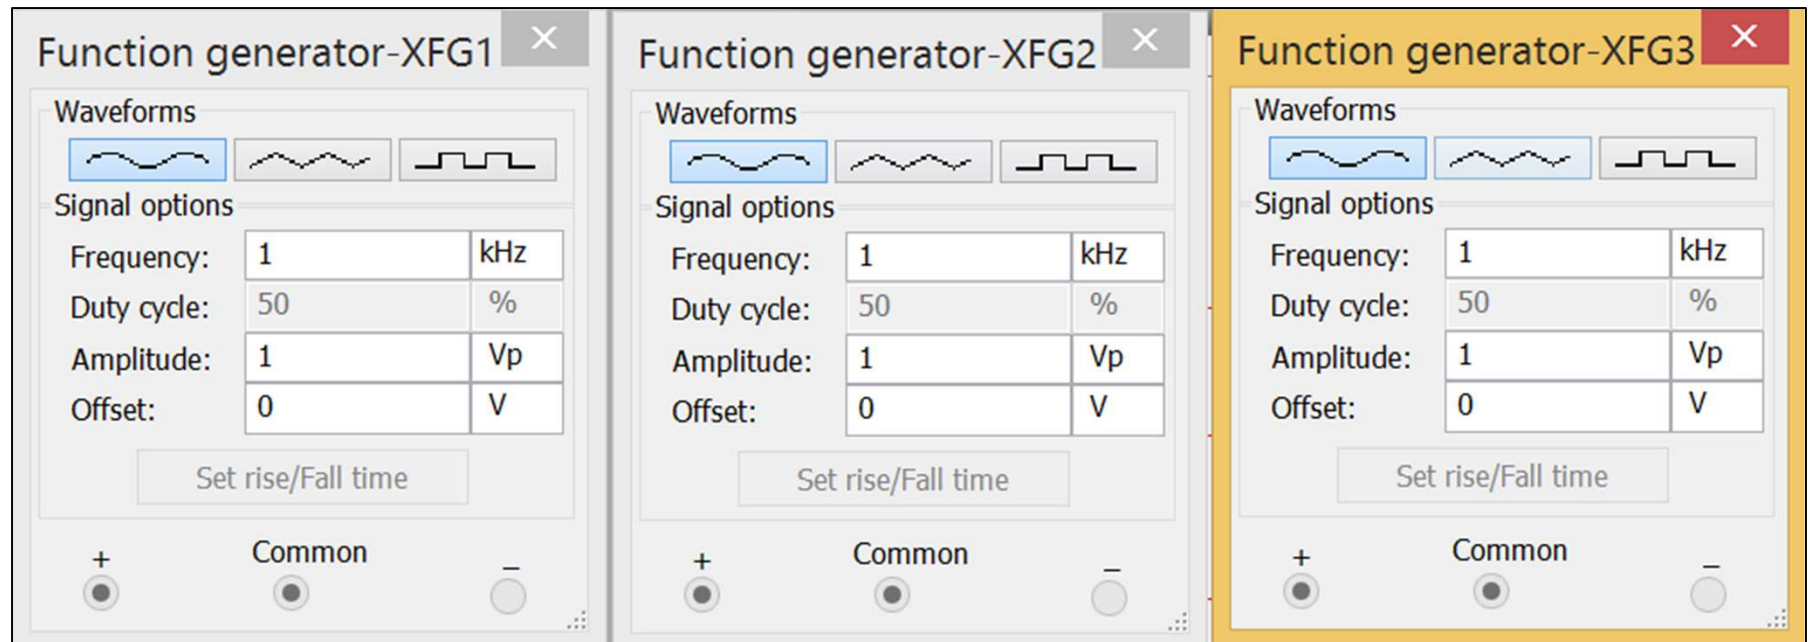 Function generator-XFG1
Waveforms
Signal options
Frequency: 1 kHz
Duty cycle: 50 %
Amplitude: 1 Vp
Offset: 0 V
Set rise/Fall time
+ Common −
Function generator-XFG2
Waveforms
Signal options
Frequency: 1 kHz
Duty cycle: 50 %
Amplitude: 1 Vp
Offset: 0 V
Set rise/Fall time
+ Common −
Function generator-XFG3
Waveforms
Signal options
Frequency: 1 kHz
Duty cycle: 50 %
Amplitude: 1 Vp
Offset: 0 V
Set rise/Fall time
+ Common −